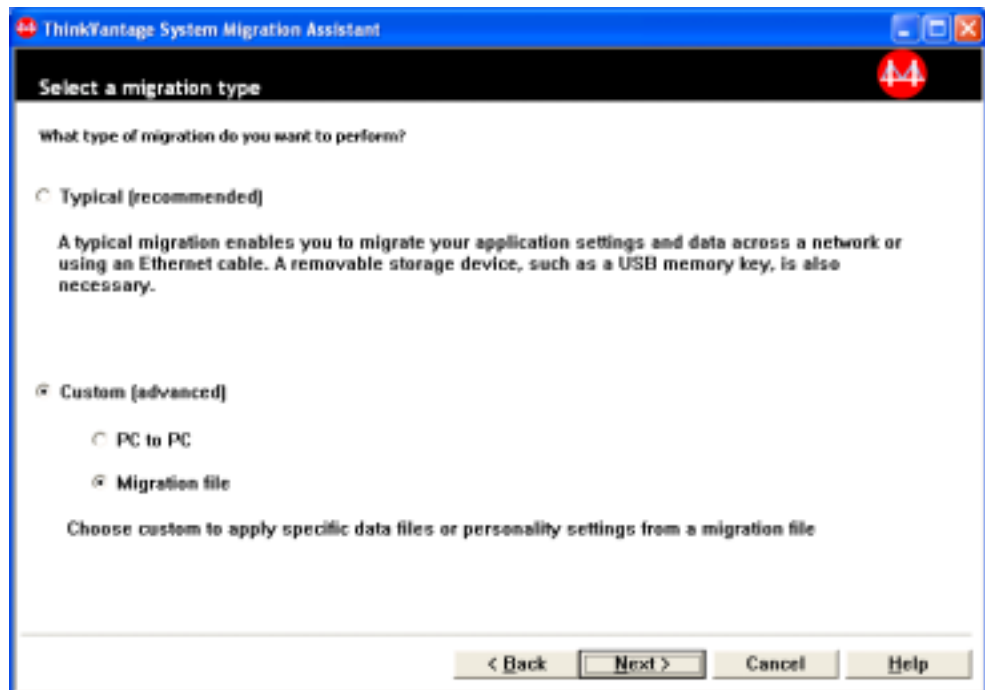 ThinkVantage System Migration Assistant
Select a migration type
What type of migration do you want to perform?
Typical (recommended)
A typical migration enables you to migrate your application settings and data across a network or
using an Ethernet cable. A removable storage device, such as a USB memory key, is also
necessary.
Custom (advanced)
PC to PC
Migration file
Choose custom to apply specific data files or personality settings from a migration file
< Back Next > Cancel Help